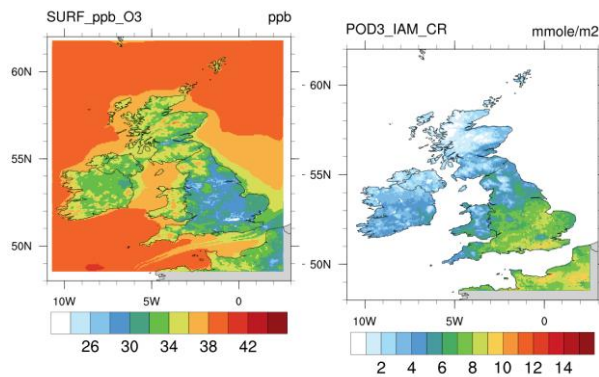 SURF_ppb_O3 ppb
60N
55N
50N
10W 5W 0
26 30 34 38 42
POD3_IAM_CR mmole/m2
60N
55N
50N
10W 5W 0
2 4 6 8 10 12 14